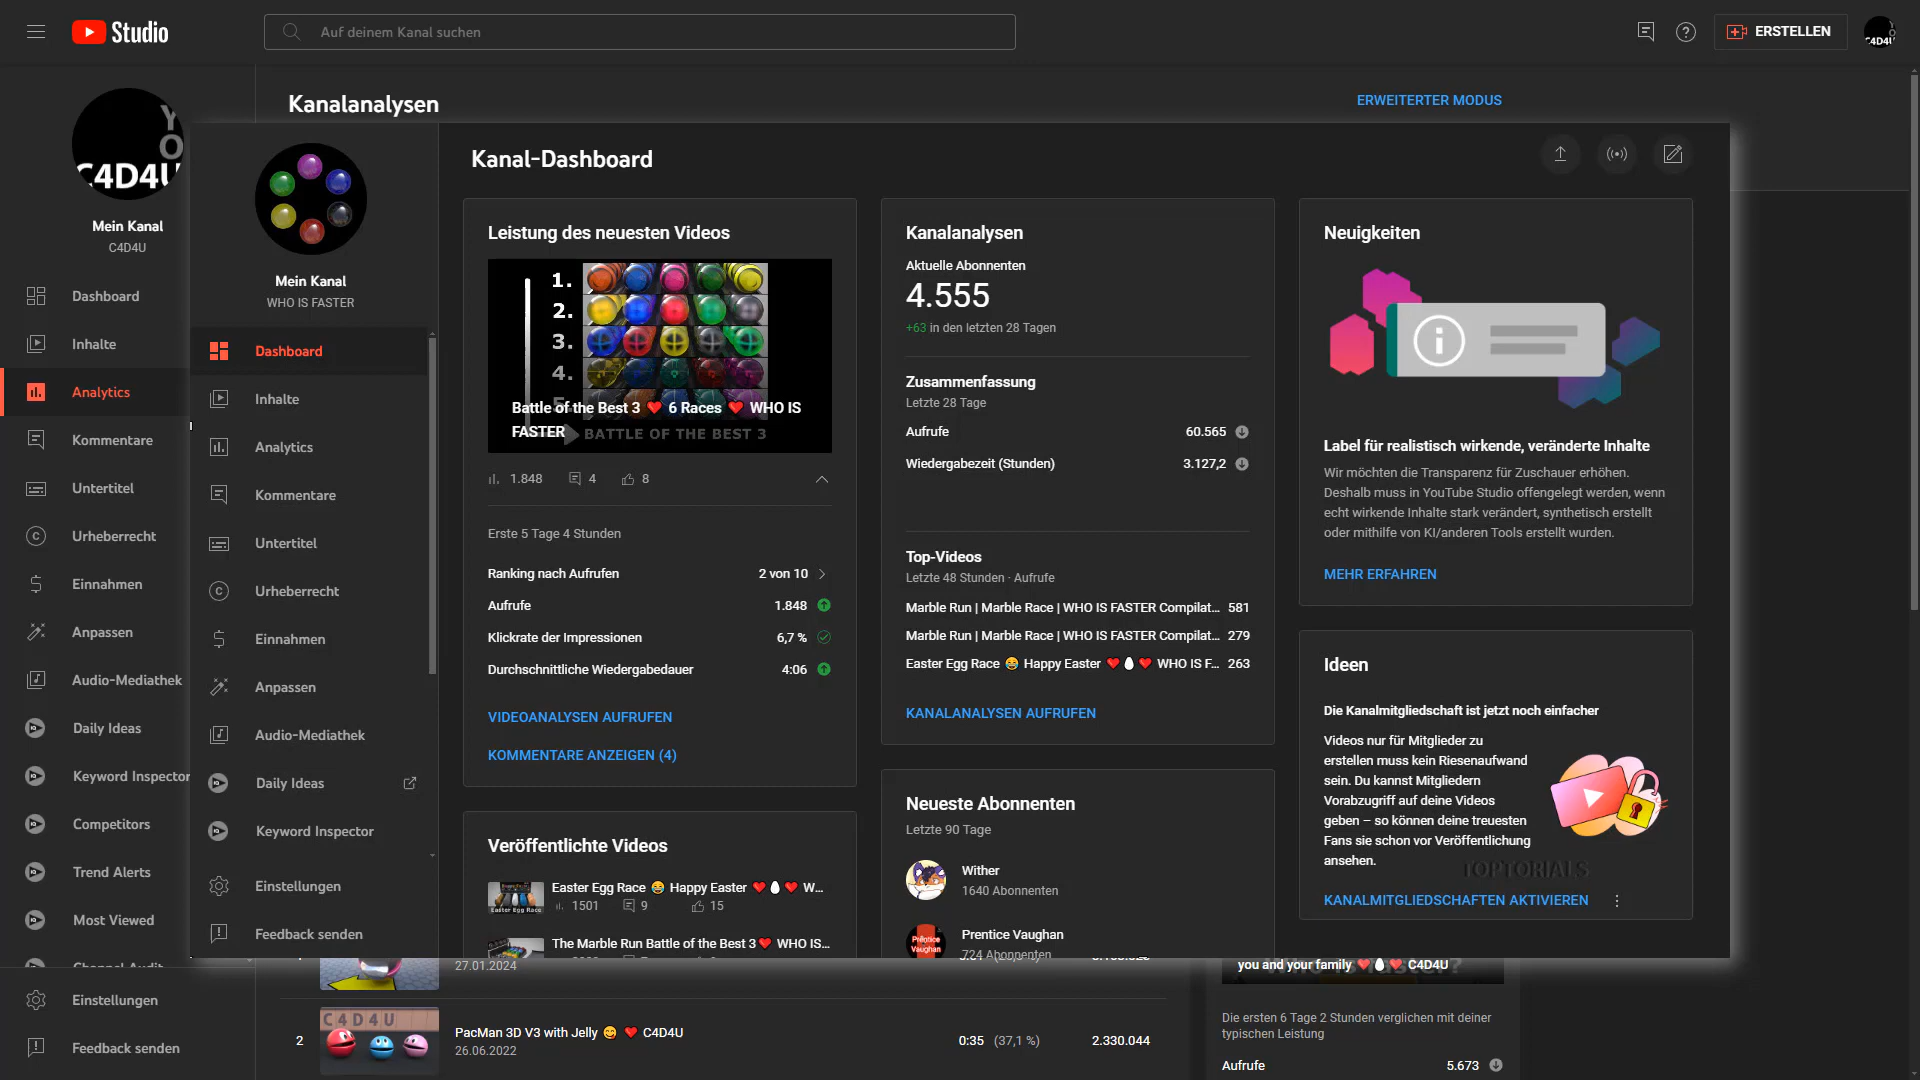 Studio
Auf deinem Kanal suchen
ERSTELLEN
C4D4U
Kanalanalysen
ERWEITERTER MODUS
YO
C4D4U
Mein Kanal
C4D4U
Dashboard
Inhalte
Analytics
Kommentare
Untertitel
Urheberrecht
Einnahmen
Anpassen
Audio-Mediathek
Daily Ideas
Keyword Inspector
Competitors
Trend Alerts
Most Viewed
Channel Audit
Einstellungen
Feedback senden
Mein Kanal
WHO IS FASTER
Dashboard
Inhalte
Analytics
Kommentare
Untertitel
Urheberrecht
Einnahmen
Anpassen
Audio-Mediathek
Daily Ideas
Keyword Inspector
Einstellungen
Feedback senden
Kanal-Dashboard
Leistung des neuesten Videos
1.
2.
3.
4.
5.
Battle of the Best 3 ❤️ 6 Races ❤️ WHO IS
FASTER
BATTLE OF THE BEST 3
1.848 4 8
Erste 5 Tage 4 Stunden
Ranking nach Aufrufen 2 von 10
Aufrufe 1.848
Klickrate der Impressionen 6,7 %
Durchschnittliche Wiedergabedauer 4:06
VIDEOANALYSEN AUFRUFEN
KOMMENTARE ANZEIGEN (4)
Veröffentlichte Videos
Easter Egg Race
Easter Egg Race 😂 Happy Easter ❤️🥚❤️ W...
1501 9 15
The Marble Run Battle of the Best 3❤️ WHO IS...
Kanalanalysen
Aktuelle Abonnenten
4.555
+63 in den letzten 28 Tagen
Zusammenfassung
Letzte 28 Tage
Aufrufe 60.565
Wiedergabezeit (Stunden) 3.127,2
Top-Videos
Letzte 48 Stunden · Aufrufe
Marble Run | Marble Race | WHO IS FASTER Compilat... 581
Marble Run | Marble Race | WHO IS FASTER Compilat... 279
Easter Egg Race 😂 Happy Easter ❤️🥚❤️ WHO IS F... 263
KANALANALYSEN AUFRUFEN
Neueste Abonnenten
Letzte 90 Tage
Wither
1640 Abonnenten
Prentice
Vaughan
Prentice Vaughan
724 Abonnenten
Neuigkeiten
Label für realistisch wirkende, veränderte Inhalte
Wir möchten die Transparenz für Zuschauer erhöhen.
Deshalb muss in YouTube Studio offengelegt werden, wenn
echt wirkende Inhalte stark verändert, synthetisch erstellt
oder mithilfe von KI/anderen Tools erstellt wurden.
MEHR ERFAHREN
Ideen
Die Kanalmitgliedschaft ist jetzt noch einfacher
Videos nur für Mitglieder zu
erstellen muss kein Riesenaufwand
sein. Du kannst Mitgliedern
Vorabzugriff auf deine Videos
geben – so können deine treuesten
Fans sie schon vor Veröffentlichung
ansehen.
TOPTORIALS
KANALMITGLIEDSCHAFTEN AKTIVIEREN
27.01.2024
2
C4D4U
PacMan 3D V3 with Jelly 😋 ❤️ C4D4U
26.06.2022
0:35 (37,1 %) 2.330.044
you and your family ❤️🥚❤️ C4D4U
Die ersten 6 Tage 2 Stunden verglichen mit deiner
typischen Leistung
Aufrufe 5.673